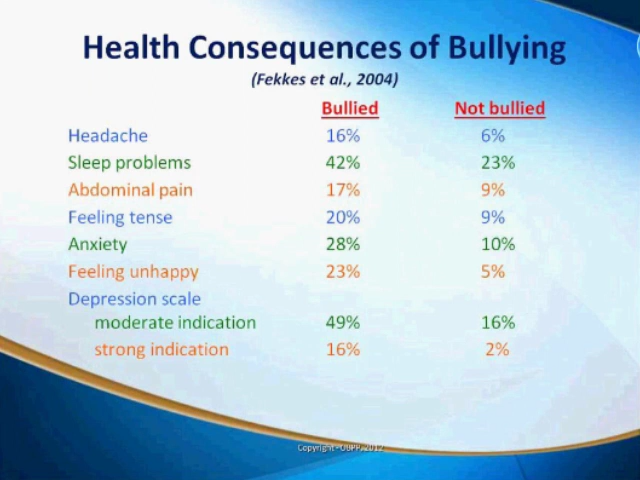 Health Consequences of Bullying
(Fekkes et al., 2004)
Bullied Not bullied
Headache 16% 6%
Sleep problems 42% 23%
Abdominal pain 17% 9%
Feeling tense 20% 9%
Anxiety 28% 10%
Feeling unhappy 23% 5%
Depression scale
moderate indication 49% 16%
strong indication 16% 2%
Copyright - OBPP, 2012